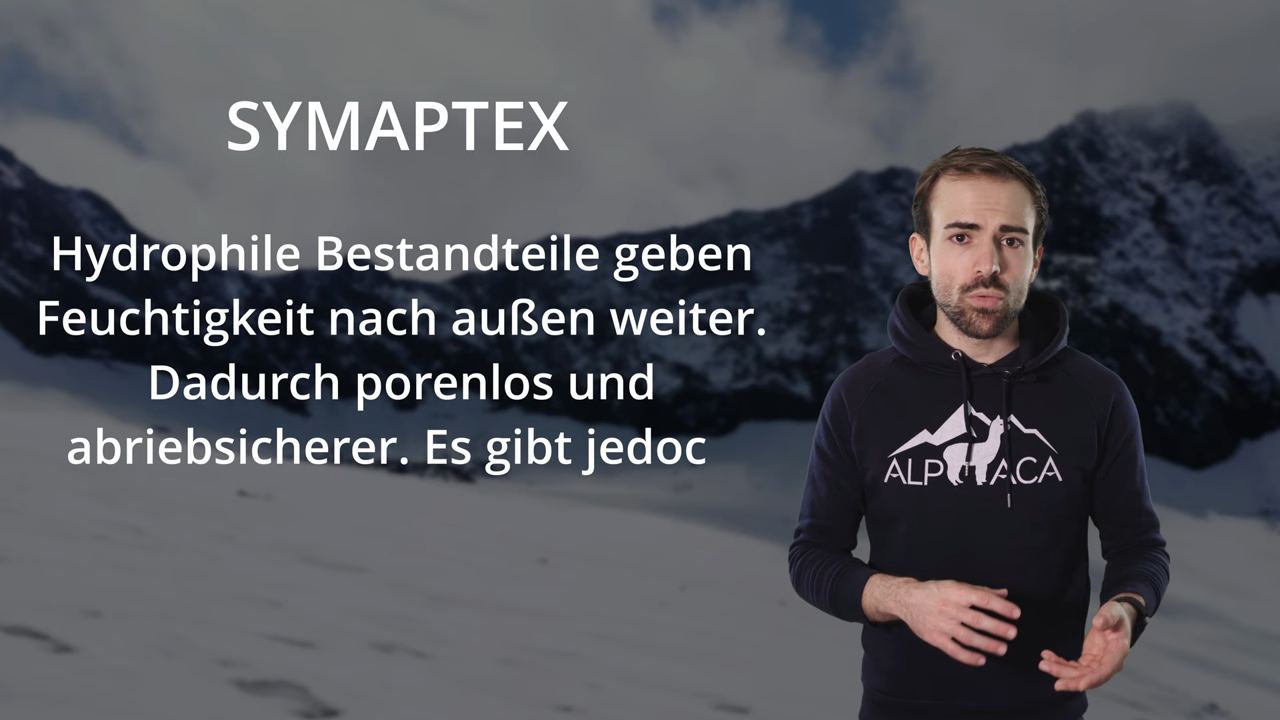 SYMAPTEX
Hydrophile Bestandteile geben
Feuchtigkeit nach außen weiter.
Dadurch porenlos und
abriebsicherer. Es gibt jedoc
ALPACA